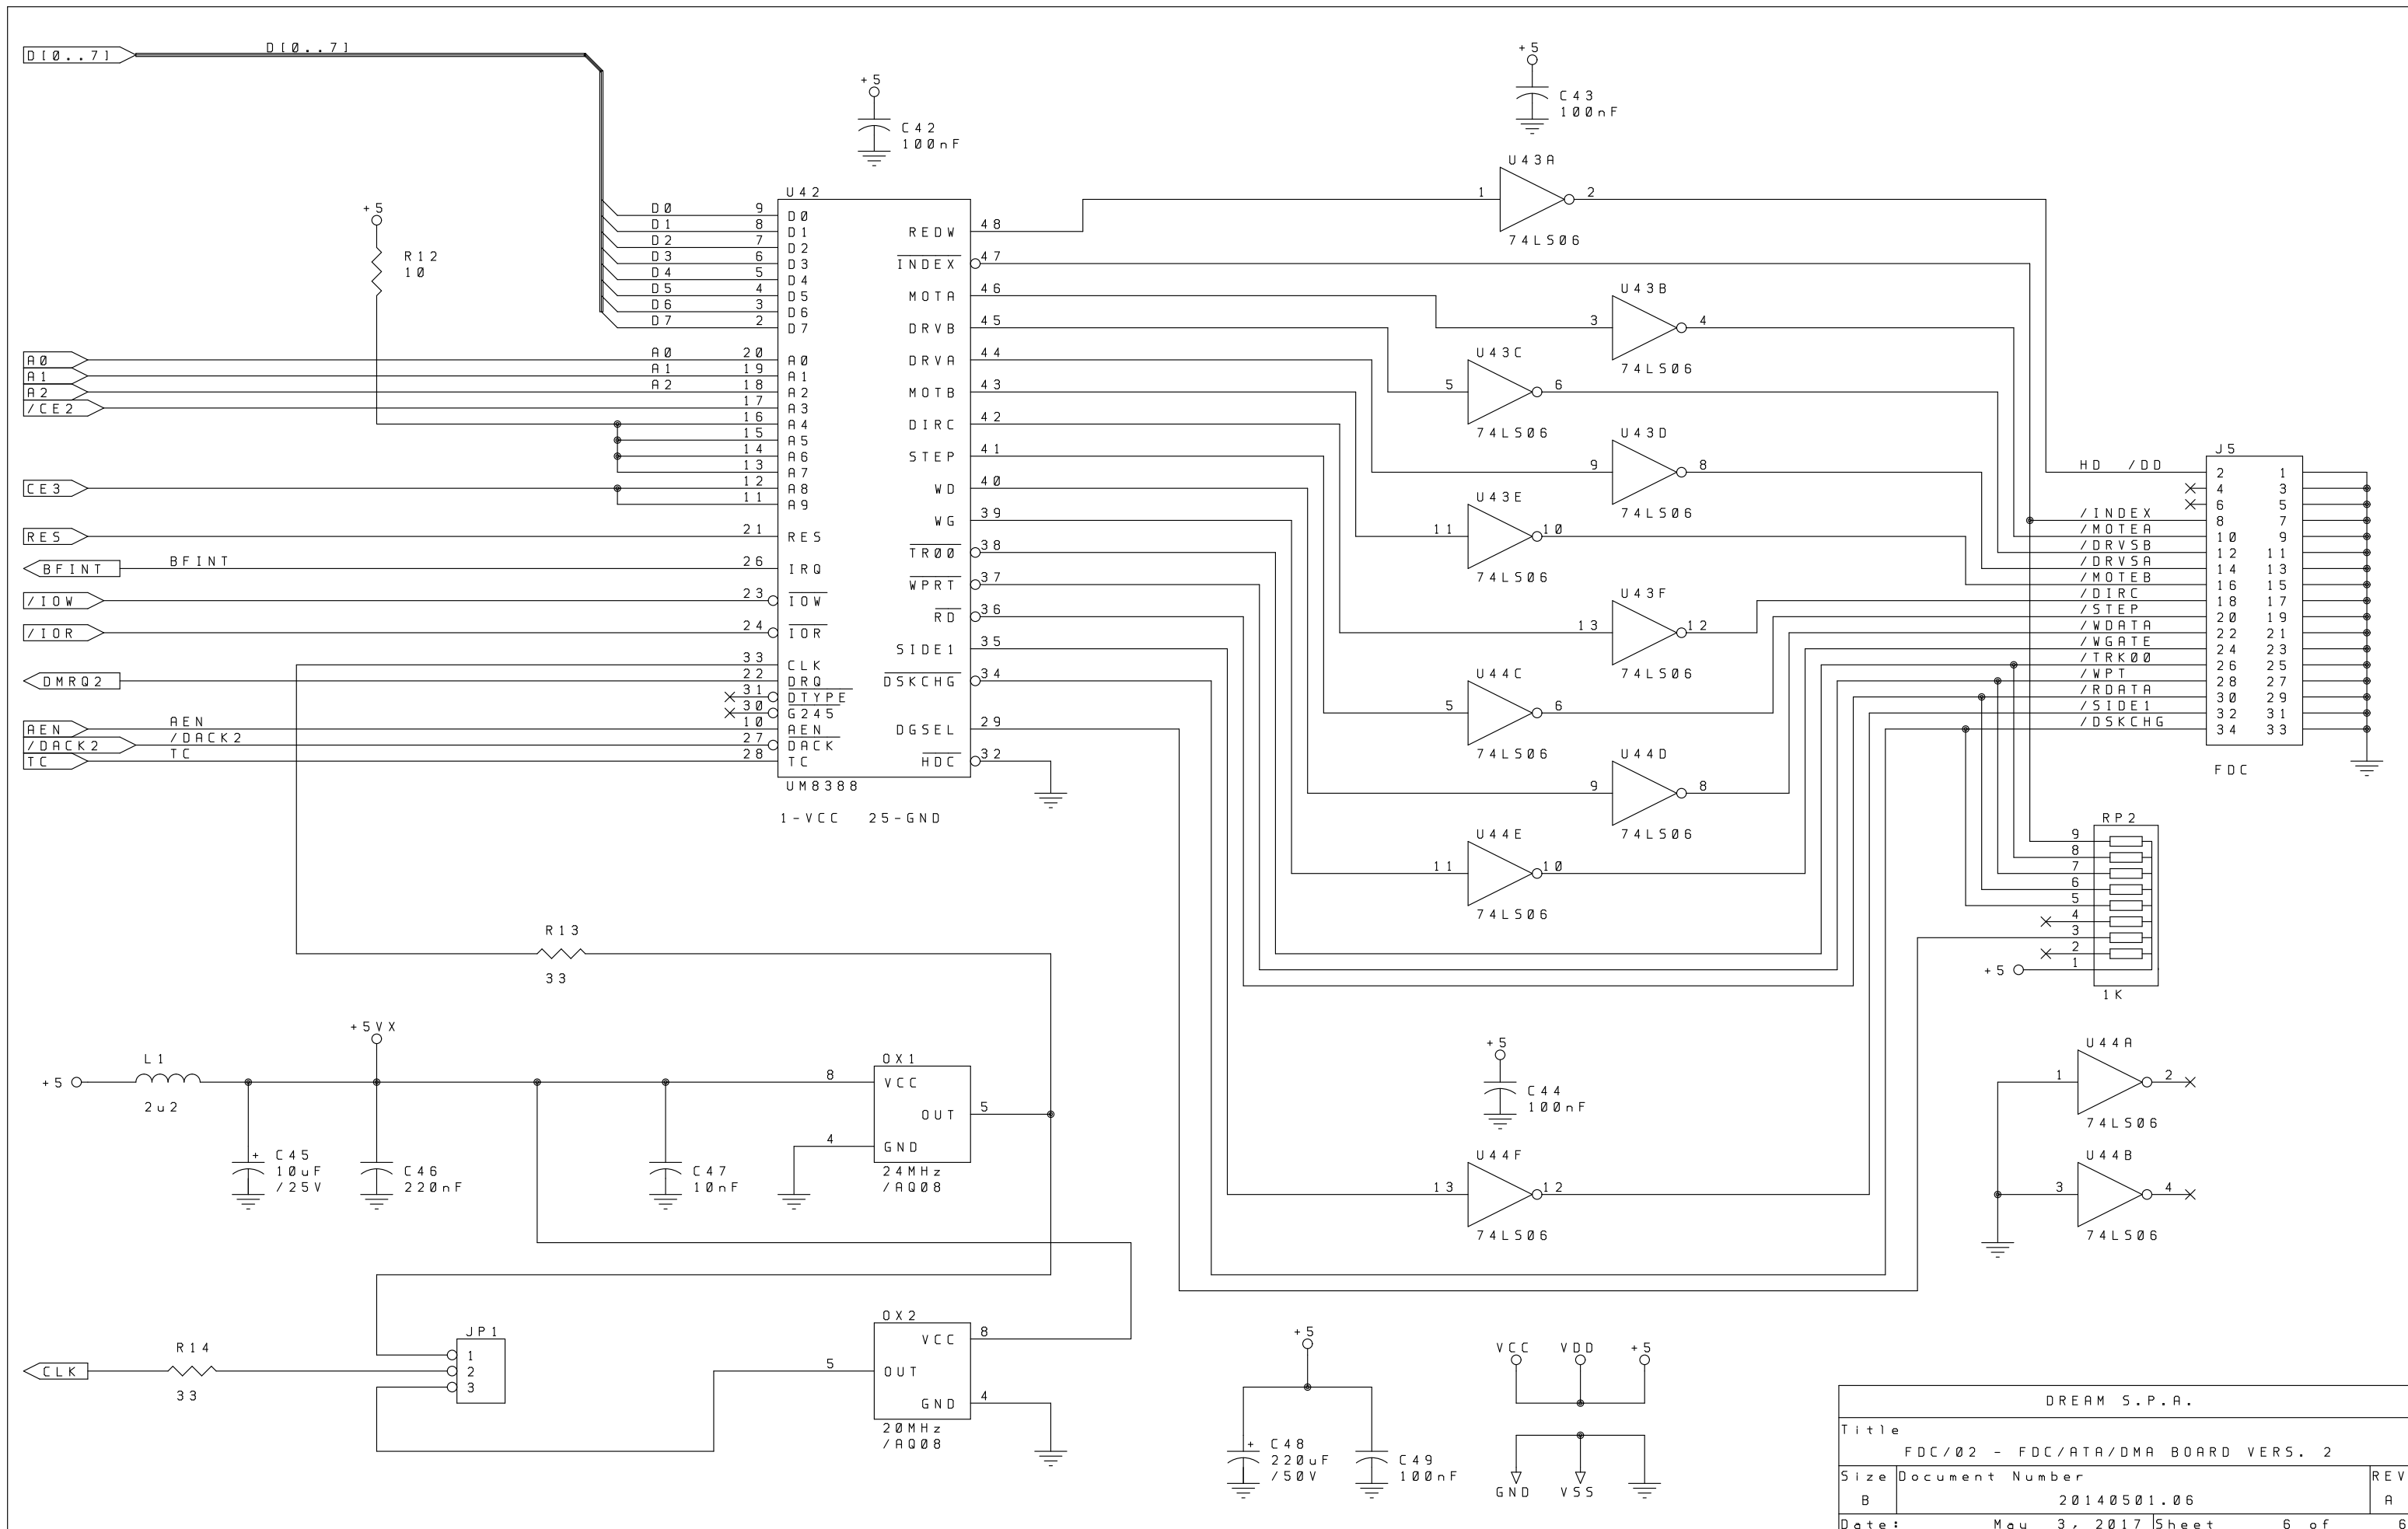 D[0..7]
D[0..7]
+5
C42
100nF
+5
C43
100nF
U43A
1
2
74LS06
+5
R12
10
U42
D0 9 D0
D1 8 D1
D2 7 D2
D3 6 D3
D4 5 D4
D5 4 D5
D6 3 D6
D7 2 D7
A0 A0 20 A0
A1 A1 19 A1
A2 A2 18 A2
/CE2 17 A3
16 A4
15 A5
14 A6
13 A7
CE3 12 A8
11 A9
RES 21 RES
BFINT BFINT 26 IRQ
/IOW 23 IOW
/IOR 24 IOR
33 CLK
DMRQ2 22 DRQ
31 DTYPE
30 G245
AEN AEN 10 AEN
/DACK2 /DACK2 27 DACK
TC TC 28 TC
REDW 48
INDEX 47
MOTA 46
DRVB 45
DRVA 44
MOTB 43
DIRC 42
STEP 41
WD 40
WG 39
TR00 38
WPRT 37
RD 36
SIDE1 35
DSKCHG 34
DGSEL 29
HDC 32
UM8388
1-VCC 25-GND
U43B
3 4
74LS06
U43C
5 6
74LS06
U43D
9 8
74LS06
U43E
11 10
74LS06
U43F
13 12
74LS06
U44C
5 6
74LS06
U44D
9 8
74LS06
U44E
11 10
74LS06
J5
HD /DD 2 1
4 3
6 5
/INDEX 8 7
/MOTEA 10 9
/DRVSB 12 11
/DRVSA 14 13
/MOTEB 16 15
/DIRC 18 17
/STEP 20 19
/WDATA 22 21
/WGATE 24 23
/TRK00 26 25
/WPT 28 27
/RDATA 30 29
/SIDE1 32 31
/DSKCHG 34 33
FDC
RP2
9
8
7
6
5
4
3
2
+5 1
1K
R13
33
+5VX
L1
+5
2u2
C45
10uF
/25V
C46
220nF
C47
10nF
OX1
8 VCC
OUT 5
4 GND
24MHz
/AQ08
+5
C44
100nF
U44F
13 12
74LS06
U44A
1 2
74LS06
U44B
3 4
74LS06
CLK
R14
33
JP1
1
2
3
OX2
VCC 8
5 OUT
GND 4
20MHz
/AQ08
+5
C48
220uF
/50V
C49
100nF
VCC VDD +5
GND VSS
DREAM S.P.A.
Title
FDC/02 - FDC/ATA/DMA BOARD VERS. 2
Size Document Number REV
B 20140501.06 A
Date: May 3, 2017 Sheet 6 of 6